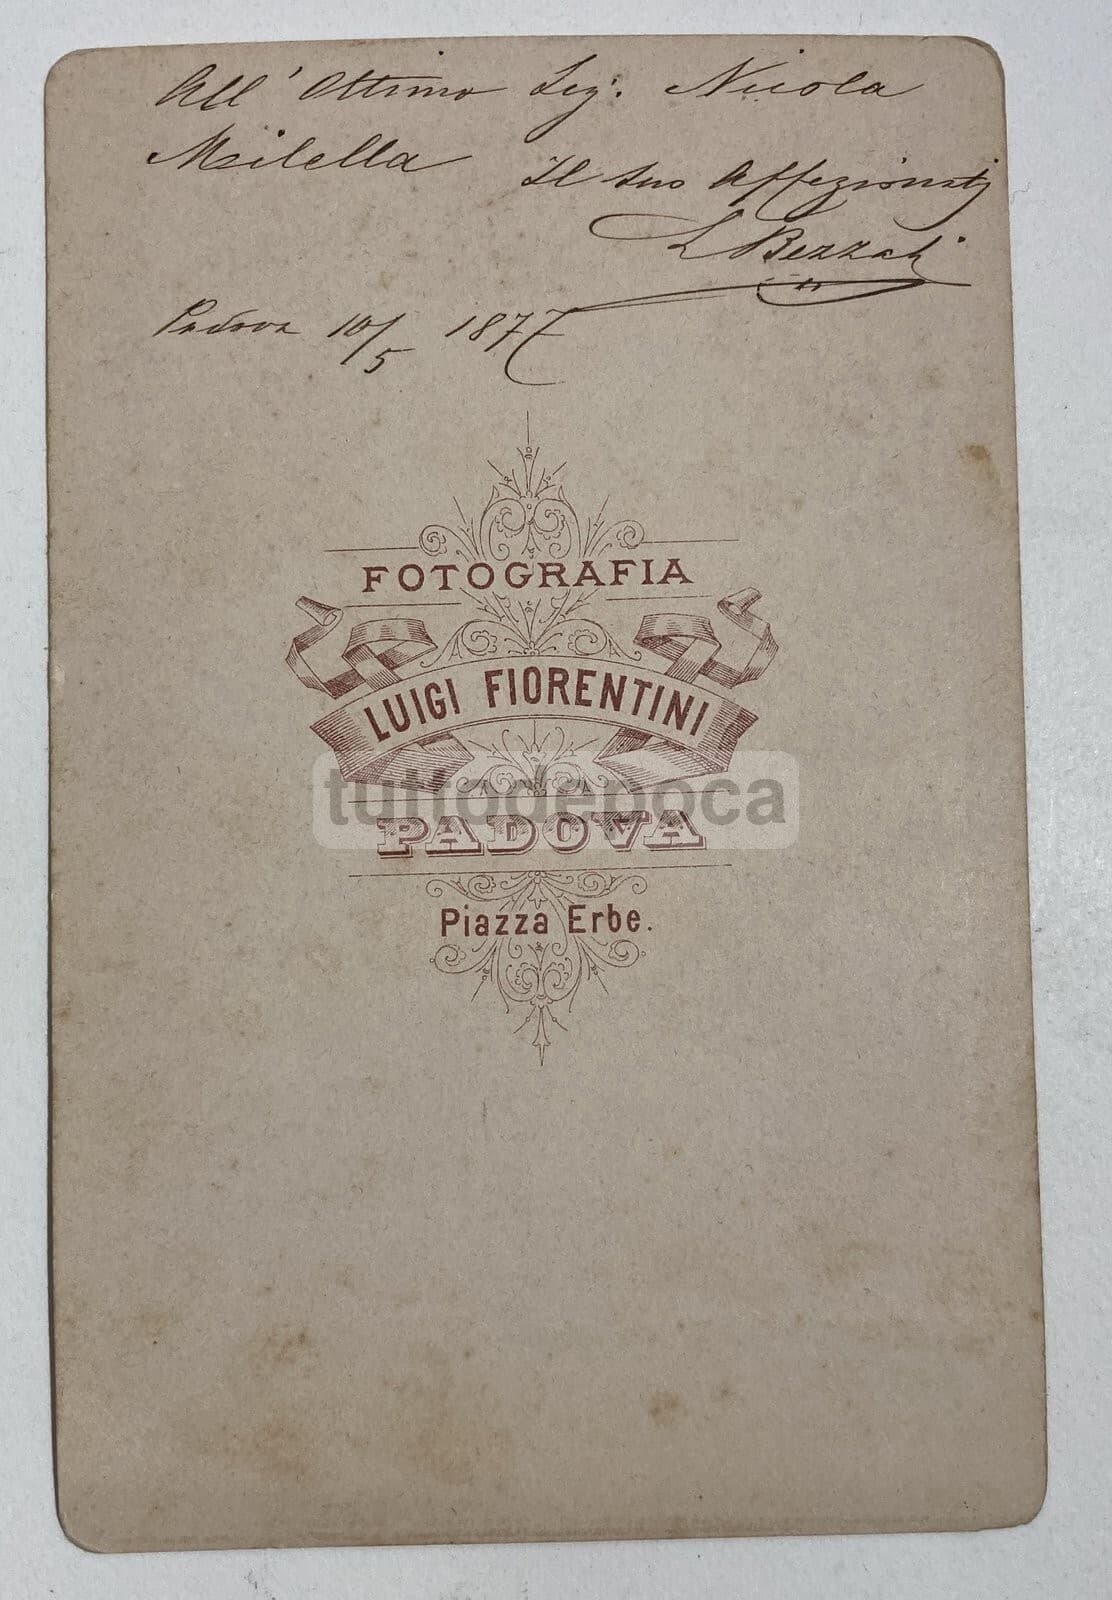 All' Ottimo Sig. Nicola
Milella
Il suo Affezionato
L Bezzati
Padova 10/5 1877
FOTOGRAFIA
LUIGI FIORENTINI
tuttodepoca
PADOVA
Piazza Erbe.